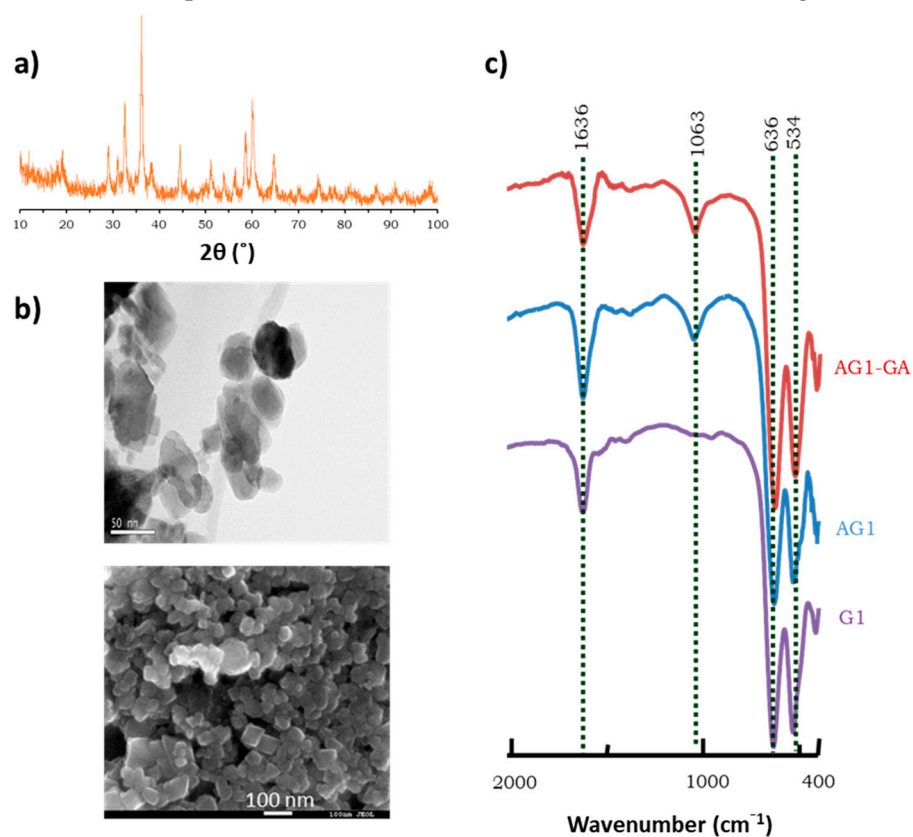 a)
10 20 30 40 50 60 70 80 90 100
2θ (˚)
b)
50 nm
100 nm
100nm JEOL
c)
1636
1063
636
534
AG1-GA
AG1
G1
2000 1000 400
Wavenumber (cm⁻¹)